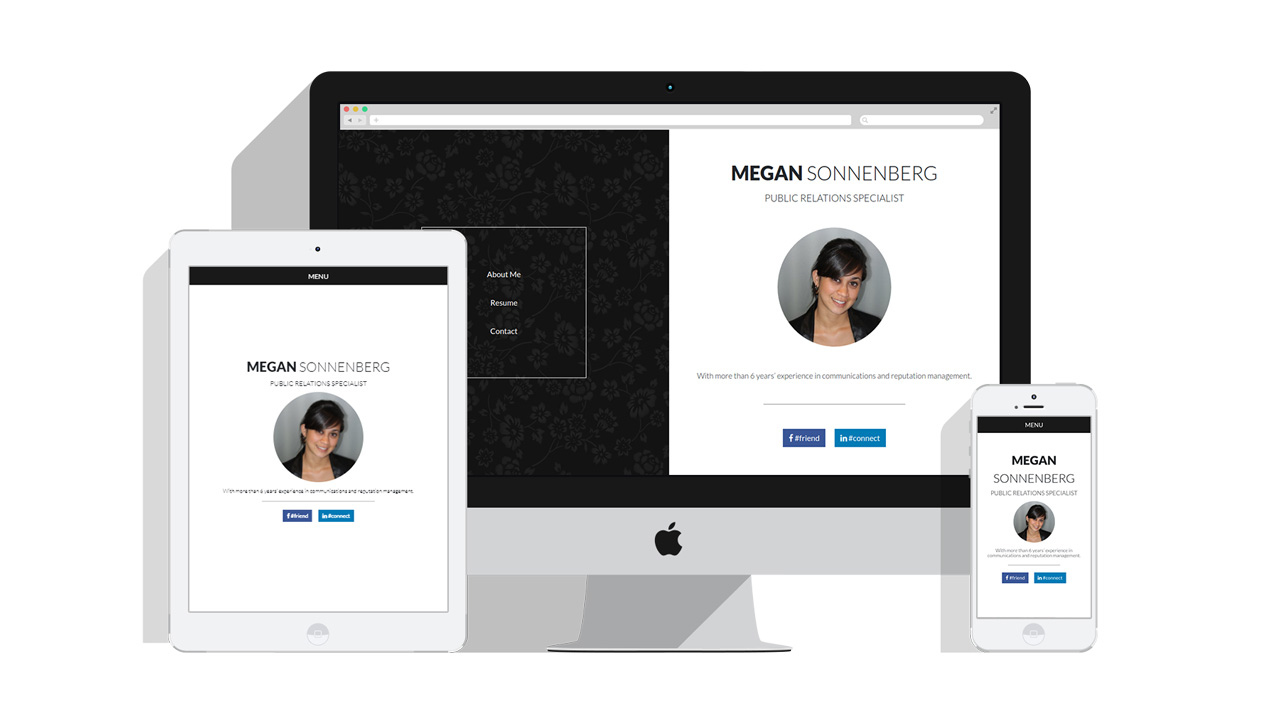 MEGAN SONNENBERG
PUBLIC RELATIONS SPECIALIST
About Me
Resume
Contact
With more than 6 years' experience in communications and reputation management.
#friend
in #connect
MENU
MEGAN SONNENBERG
PUBLIC RELATIONS SPECIALIST
With more than 6 years' experience in communications and reputation management.
#friend
in #connect
MENU
MEGAN
SONNENBERG
PUBLIC RELATIONS SPECIALIST
With more than 6 years' experience in
communications and reputation management.
#friend
in #connect